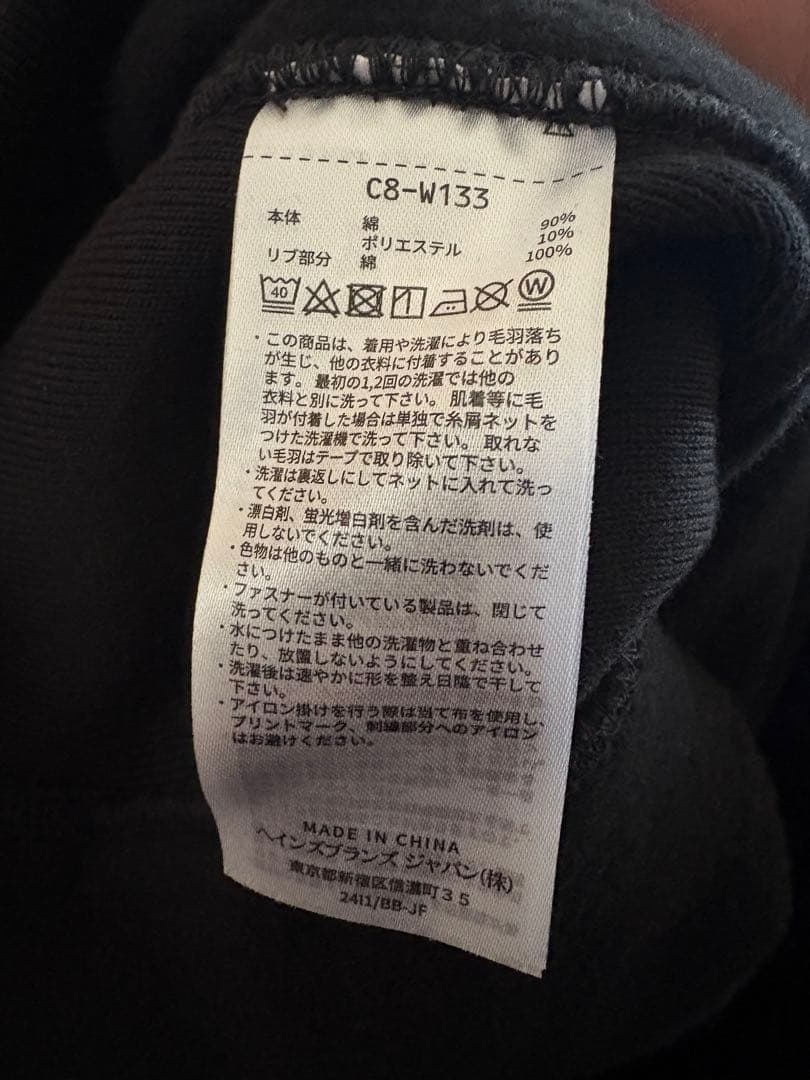 C8-W133
本体 綿 90%
ポリエステル 10%
リブ部分 綿 100%
40
W
・この商品は、着用や洗濯により毛羽落ち
が生じ、他の衣料に付着することがあり
ます。最初の1,2回の洗濯では他の
衣料と別に洗って下さい。肌着等に毛
羽が付着した場合は単独で糸屑ネットを
つけた洗濯機で洗って下さい。取れな
い毛羽はテープで取り除いて下さい。
・洗濯は裏返しにしてネットに入れて洗っ
てください。
・漂白剤、蛍光増白剤を含んだ洗剤は、使
用しないでください。
・色物は他のものと一緒に洗わないでくだ
さい。
・ファスナーが付いている製品は、閉じて
洗ってください。
・水につけたまま他の洗濯物と重ね合わせ
たり、放置しないようにしてください。
・洗濯後は速やかに形を整え日陰で干して
下さい。
・アイロン掛けを行う際は当て布を使用し、
プリントマーク、刺繍部分へのアイロン
はお避けください。
MADE IN CHINA
ヘインズブランズ ジャパン(株)
東京都新宿区信濃町35
2411/BB-JF